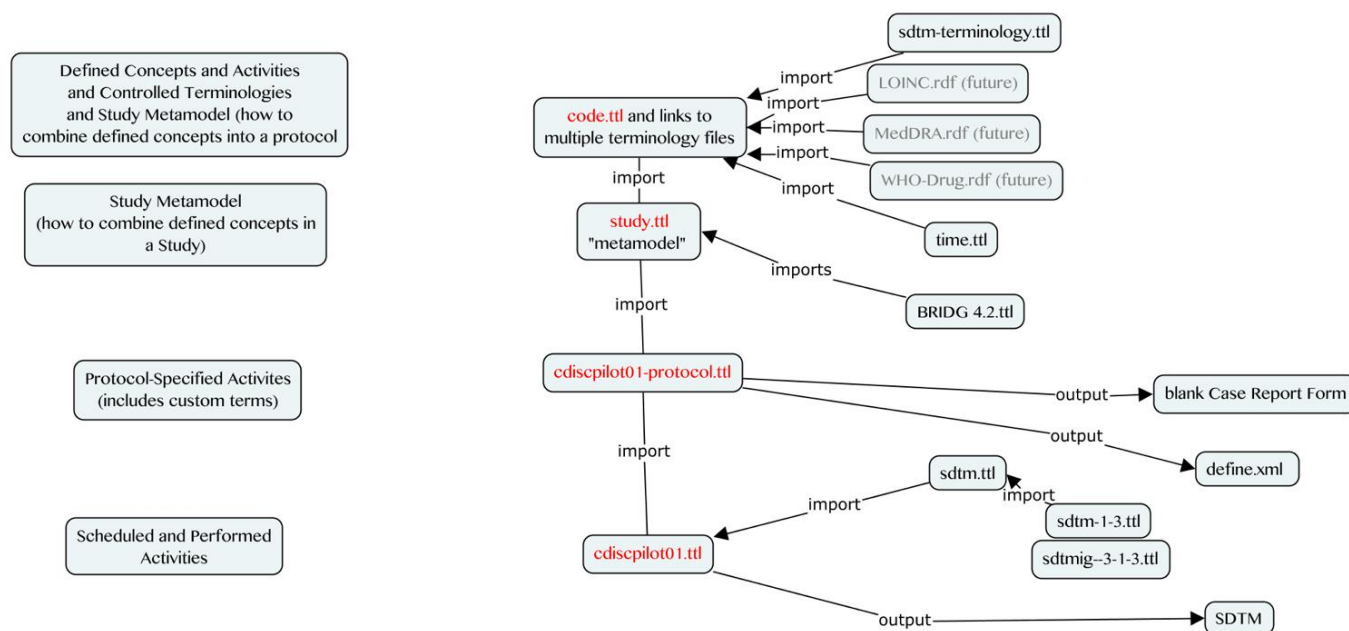 sdtm-terminology.ttl
import
Defined Concepts and Activities
and Controlled Terminologies
and Study Metamodel (how to
combine defined concepts into a protocol
LOINC.rdf (future)
import
code.ttl and links to
multiple terminology files
import
MedDRA.rdf (future)
import
WHO-Drug.rdf (future)
import
import
Study Metamodel
(how to combine defined concepts in
a Study)
study.ttl
"metamodel"
time.ttl
imports
BRIDG 4.2.ttl
import
Protocol-Specified Activites
(includes custom terms)
cdiscpilot01-protocol.ttl
output
blank Case Report Form
output
define.xml
import
sdtm.ttl
import
import
sdtm-1-3.ttl
sdtmig--3-1-3.ttl
Scheduled and Performed
Activities
cdiscpilot01.ttl
output
SDTM